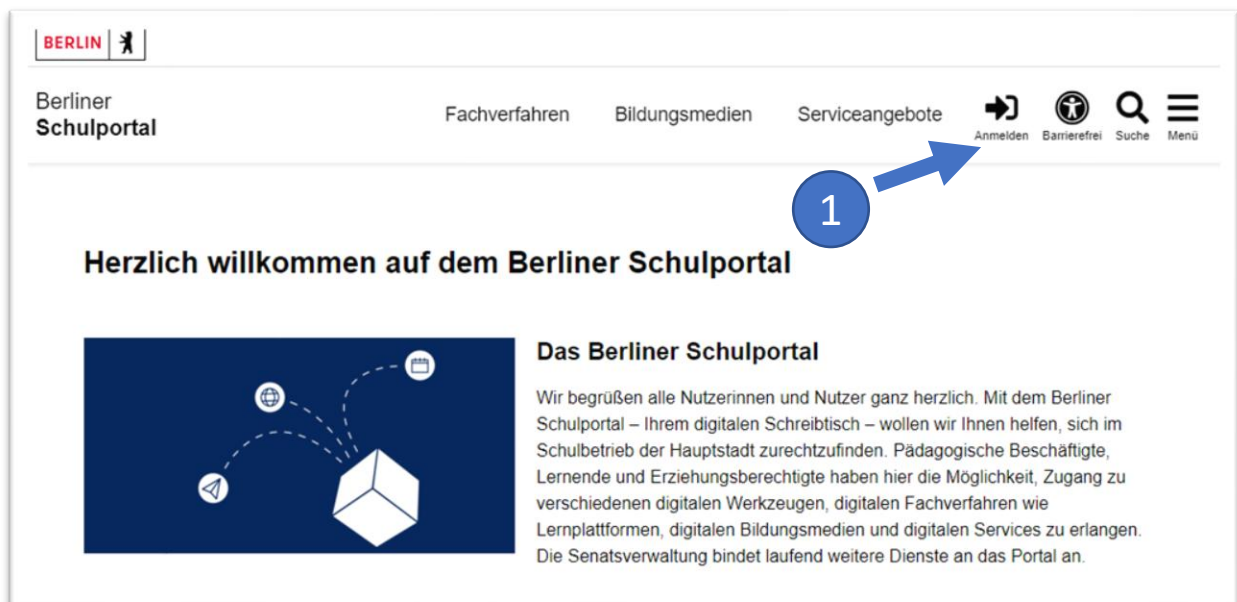 BERLIN
Berliner
Schulportal
Fachverfahren Bildungsmedien Serviceangebote
Anmelden Barrierefrei Suche Menü
1
Herzlich willkommen auf dem Berliner Schulportal
Das Berliner Schulportal
Wir begrüßen alle Nutzerinnen und Nutzer ganz herzlich. Mit dem Berliner
Schulportal – Ihrem digitalen Schreibtisch – wollen wir Ihnen helfen, sich im
Schulbetrieb der Hauptstadt zurechtzufinden. Pädagogische Beschäftigte,
Lernende und Erziehungsberechtigte haben hier die Möglichkeit, Zugang zu
verschiedenen digitalen Werkzeugen, digitalen Fachverfahren wie
Lernplattformen, digitalen Bildungsmedien und digitalen Services zu erlangen.
Die Senatsverwaltung bindet laufend weitere Dienste an das Portal an.